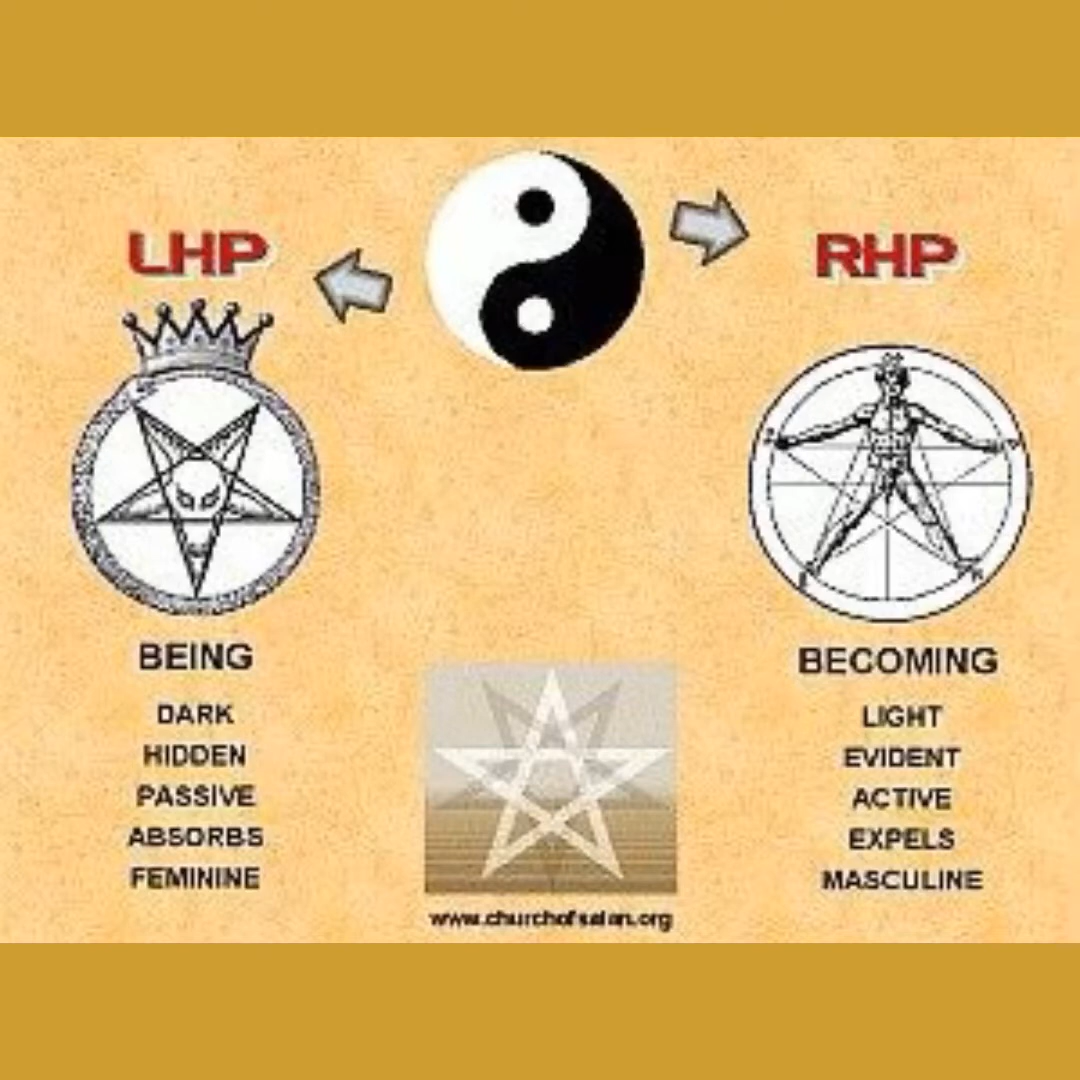 LHP
RHP
BEING
DARK
HIDDEN
PASSIVE
ABSORBS
FEMININE
BECOMING
LIGHT
EVIDENT
ACTIVE
EXPELS
MASCULINE
www.churchofsatan.org